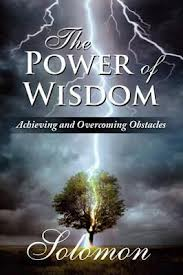 The
POWER of
WISDOM
Achieving and Overcoming Obstacles
Solomon